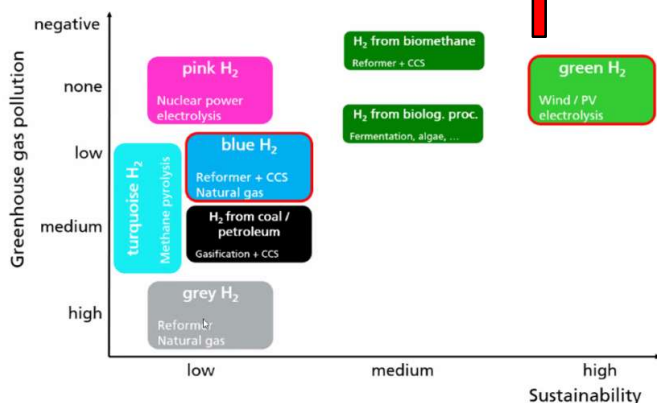 negative
none
low
medium
high
Greenhouse gas pollution
pink H₂
Nuclear power
electrolysis
H₂ from biomethane
Reformer + CCS
green H₂
Wind / PV
electrolysis
H₂ from biolog. proc.
Fermentation, algae, ...
turquoise H₂
Methane pyrolysis
blue H₂
Reformer + CCS
Natural gas
H₂ from coal /
petroleum
Gasification + CCS
grey H₂
Reformer
Natural gas
low
medium
high
Sustainability